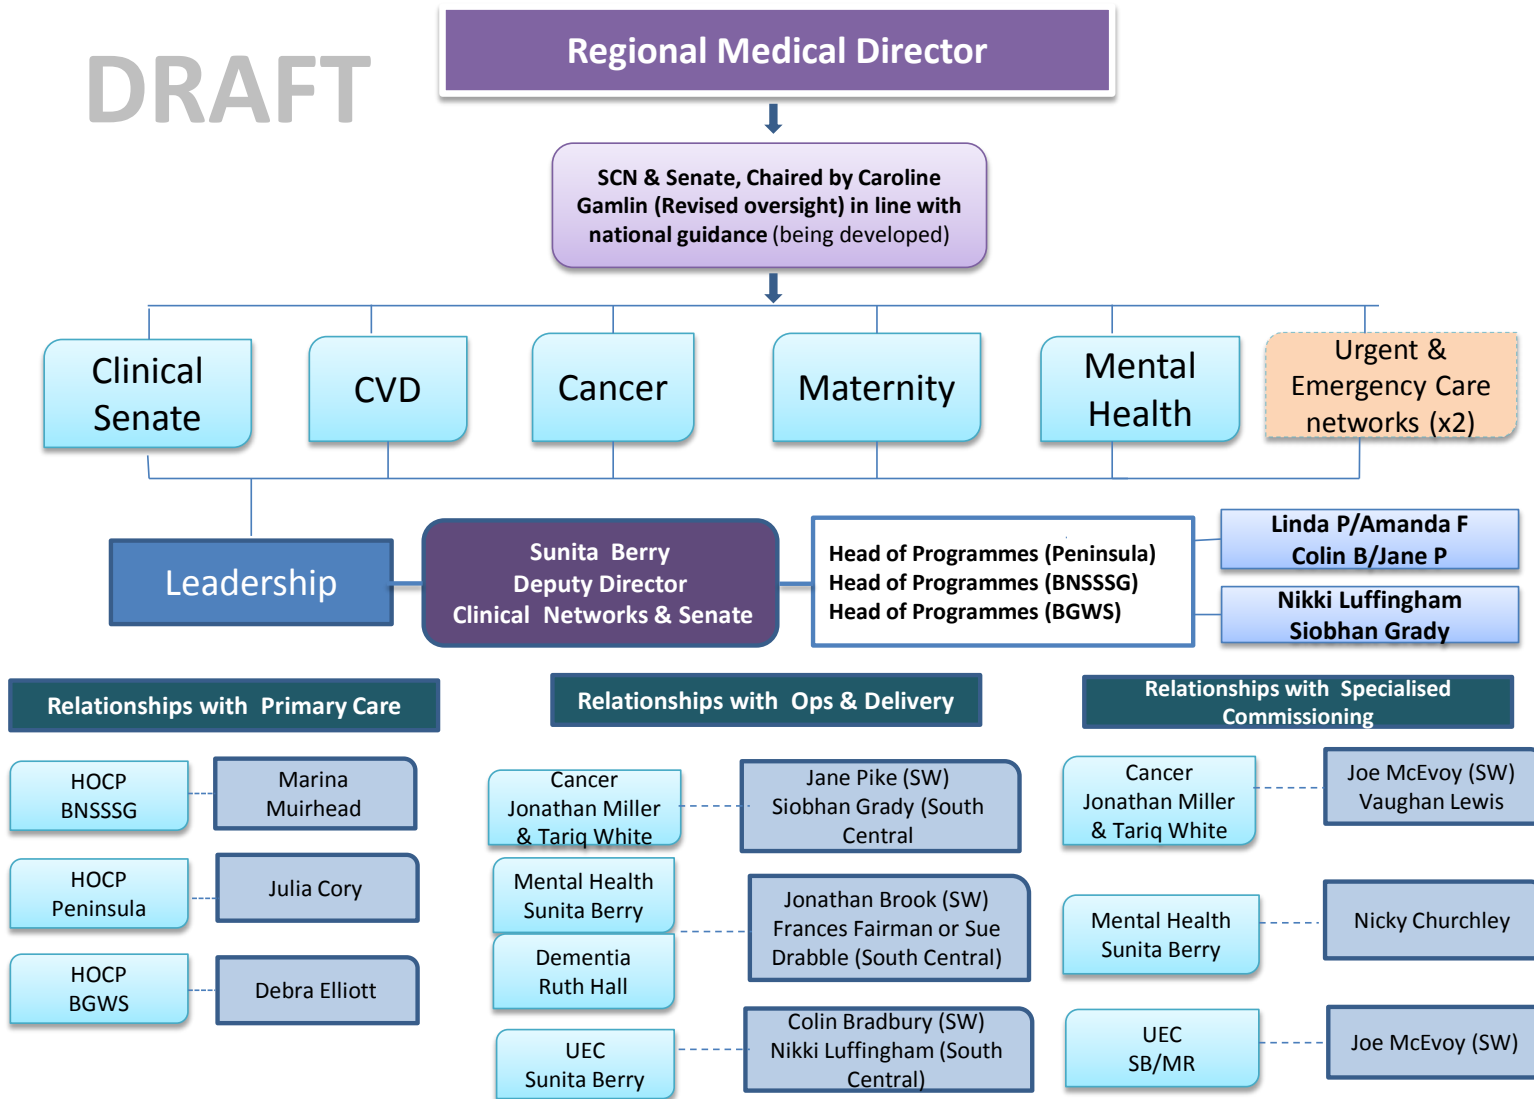 DRAFT
Regional Medical Director
SCN & Senate, Chaired by Caroline
Gamlin (Revised oversight) in line with
national guidance (being developed)
Clinical
Senate
CVD
Cancer
Maternity
Mental
Health
Urgent &
Emergency Care
networks (x2)
Leadership
Sunita Berry
Deputy Director
Clinical Networks & Senate
Head of Programmes (Peninsula)
Head of Programmes (BNSSSG)
Head of Programmes (BGWS)
Linda P/Amanda F
Colin B/Jane P
Nikki Luffingham
Siobhan Grady
Relationships with Primary Care
HOCP
BNSSSG
Marina
Muirhead
HOCP
Peninsula
Julia Cory
HOCP
BGWS
Debra Elliott
Relationships with Ops & Delivery
Cancer
Jonathan Miller
& Tariq White
Jane Pike (SW)
Siobhan Grady (South
Central
Mental Health
Sunita Berry
Dementia
Ruth Hall
Jonathan Brook (SW)
Frances Fairman or Sue
Drabble (South Central)
UEC
Sunita Berry
Colin Bradbury (SW)
Nikki Luffingham (South
Central)
Relationships with Specialised
Commissioning
Cancer
Jonathan Miller
& Tariq White
Joe McEvoy (SW)
Vaughan Lewis
Mental Health
Sunita Berry
Nicky Churchley
UEC
SB/MR
Joe McEvoy (SW)